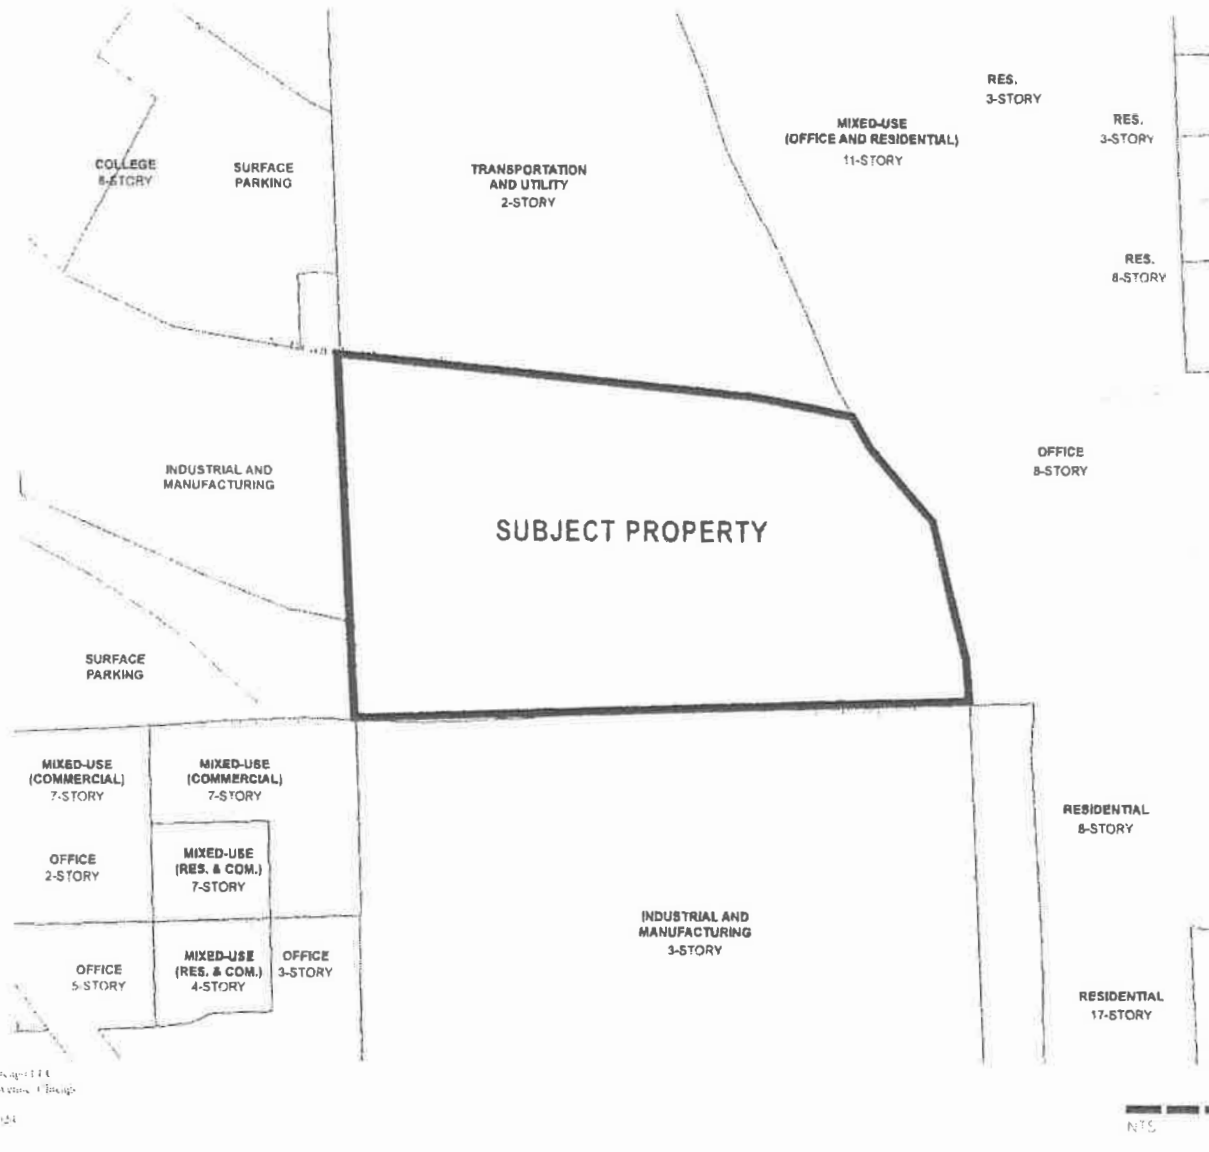 RES.
3-STORY
MIXED-USE
(OFFICE AND RESIDENTIAL)
11-STORY
RES.
3-STORY
COLLEGE
8-STORY
SURFACE
PARKING
TRANSPORTATION
AND UTILITY
2-STORY
RES.
8-STORY
INDUSTRIAL AND
MANUFACTURING
OFFICE
8-STORY
SUBJECT PROPERTY
SURFACE
PARKING
MIXED-USE
(COMMERCIAL)
7-STORY
MIXED-USE
(COMMERCIAL)
7-STORY
RESIDENTIAL
8-STORY
OFFICE
2-STORY
MIXED-USE
(RES. & COM.)
7-STORY
INDUSTRIAL AND
MANUFACTURING
3-STORY
OFFICE
5-STORY
MIXED-USE
(RES. & COM.)
4-STORY
OFFICE
3-STORY
RESIDENTIAL
17-STORY
NTS